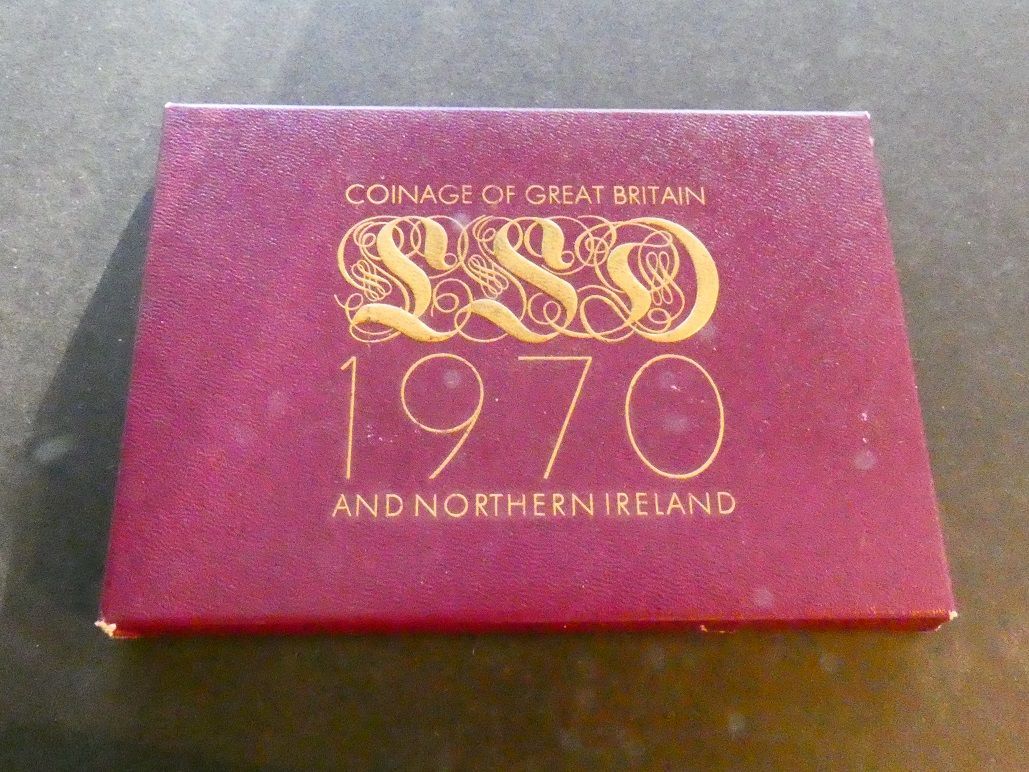 COINAGE OF GREAT BRITAIN
LSD
1970
AND NORTHERN IRELAND